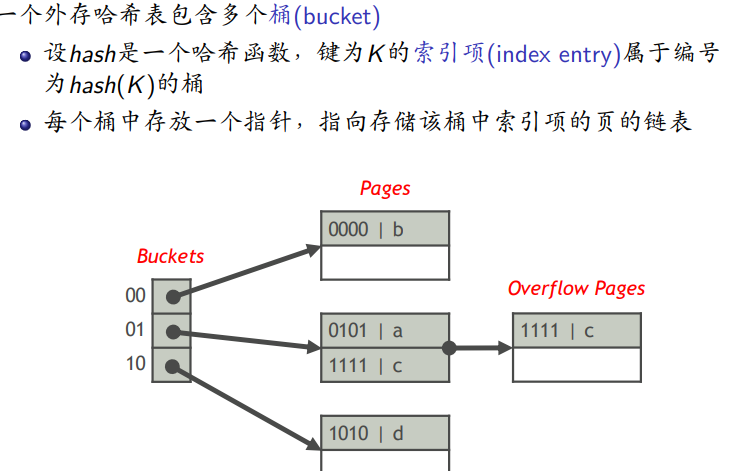 一个外存哈希表包含多个桶(bucket)
设hash是一个哈希函数，键为K的索引项(index entry)属于编号
为hash(K)的桶
每个桶中存放一个指针，指向存储该桶中索引项的页的链表
Pages
0000 | b
Buckets
Overflow Pages
00
01
0101 | a
1111 | c
10
1111 | c
1010 | d